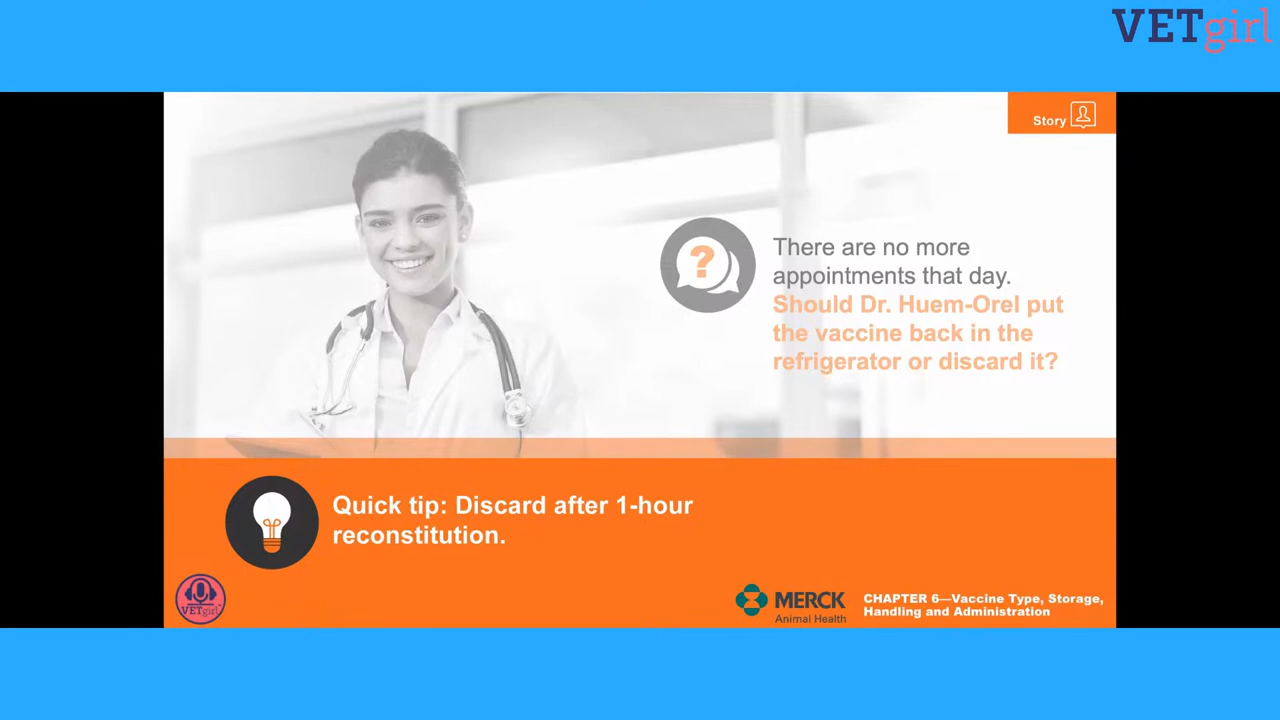 VETgirl
Story
?
There are no more
appointments that day.
Should Dr. Huem-Orel put
the vaccine back in the
refrigerator or discard it?
Quick tip: Discard after 1-hour
reconstitution.
VETgirl
MERCK
Animal Health
CHAPTER 6—Vaccine Type, Storage,
Handling and Administration